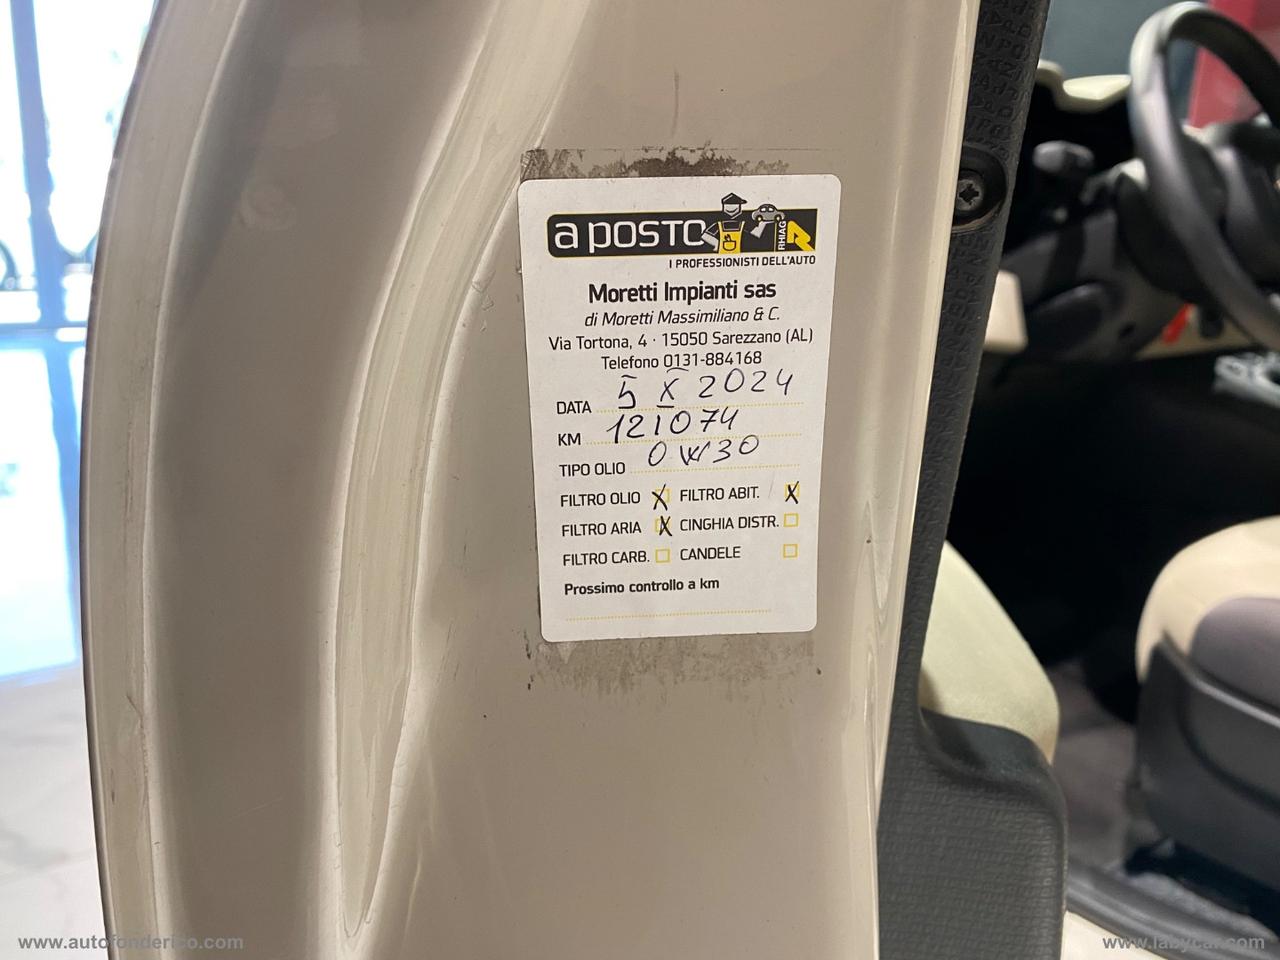 a POSTO
RHIAG
I PROFESSIONISTI DELL'AUTO
Moretti Impianti sas
di Moretti Massimiliano & C.
Via Tortona, 4 · 15050 Sarezzano (AL)
Telefono 0131-884168
DATA 5 X 2024
KM 121074
TIPO OLIO 0W30
FILTRO OLIO X FILTRO ABIT. X
FILTRO ARIA X CINGHIA DISTR.
FILTRO CARB. CANDELE
Prossimo controllo a km
www.autofonderico.com
www.labycar.com